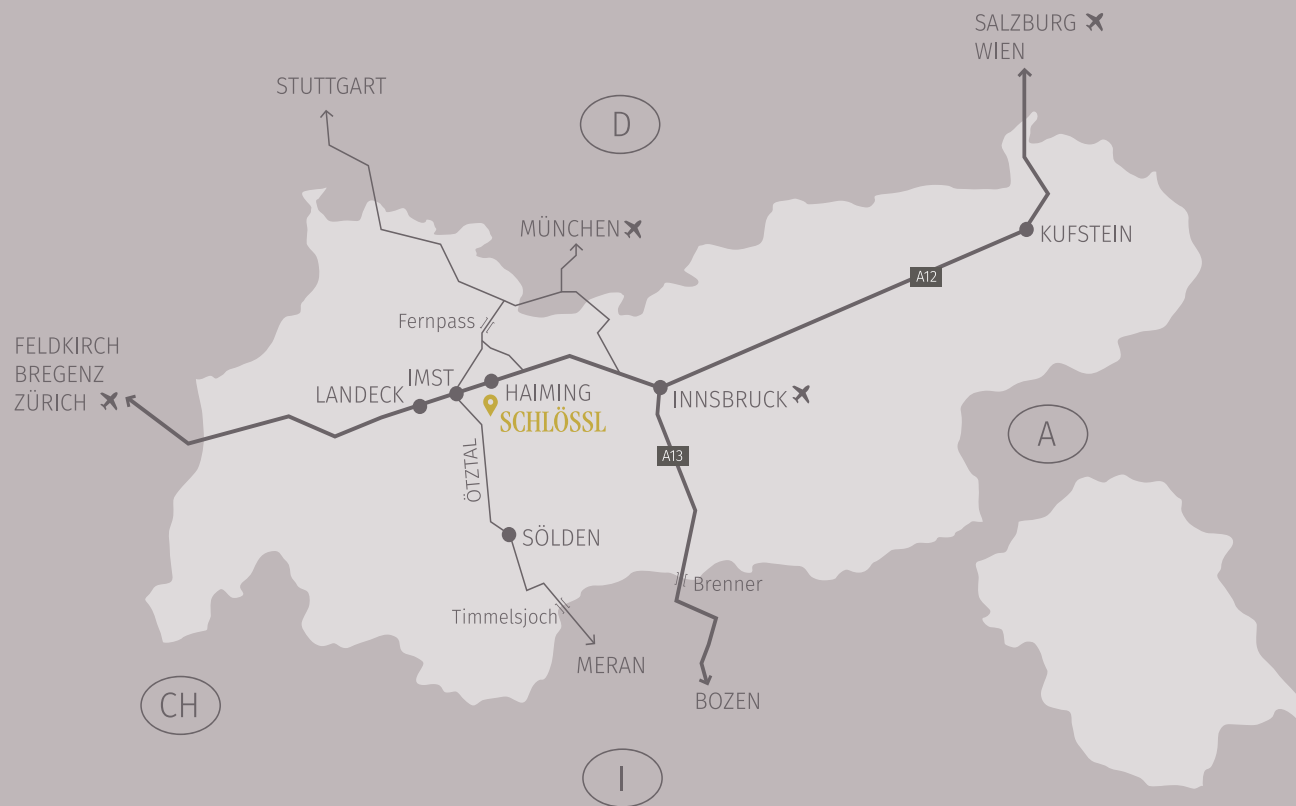 SALZBURG
WIEN
STUTTGART
D
MÜNCHEN
KUFSTEIN
A12
Fernpass
FELDKIRCH
BREGENZ
ZÜRICH
IMST
LANDECK
HAIMING
SCHLÖSSL
INNSBRUCK
A
A13
ÖTZTAL
SÖLDEN
Brenner
Timmelsjoch
MERAN
CH
BOZEN
I